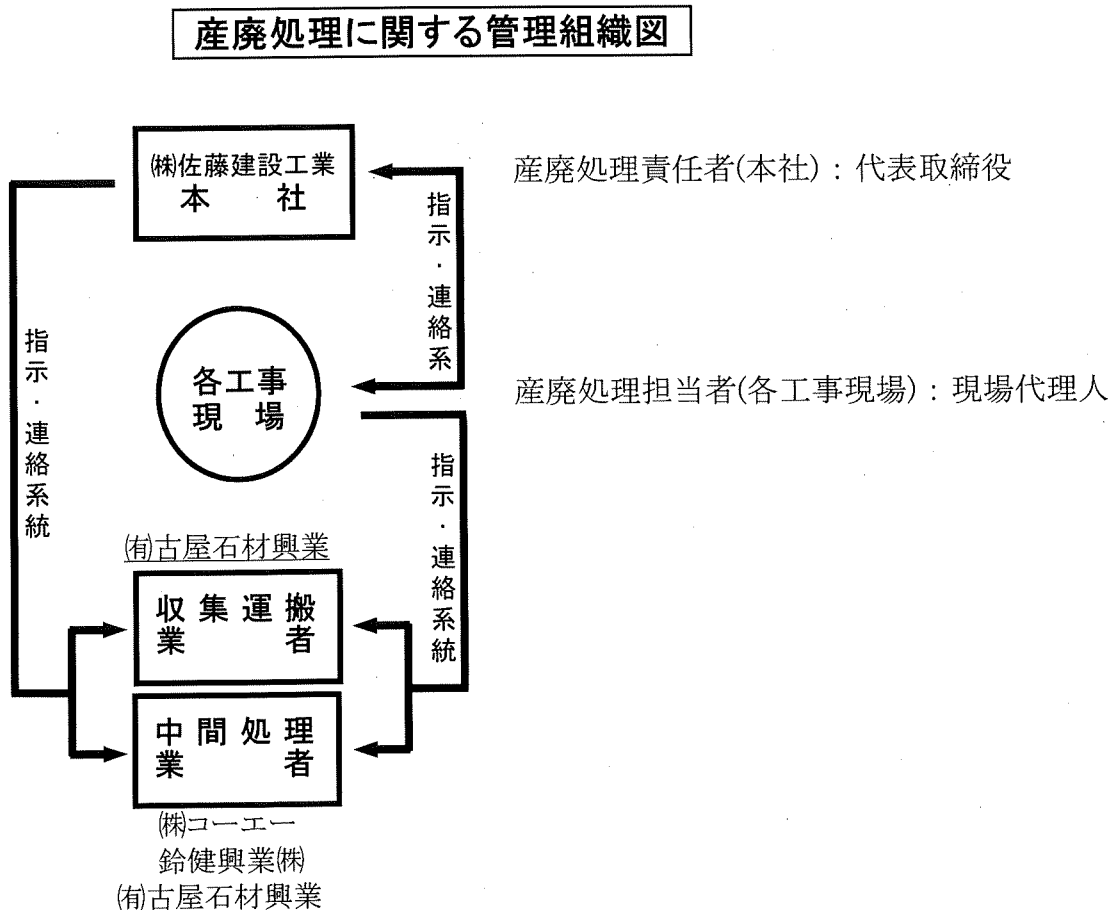 産廃処理に関する管理組織図
㈱佐藤建設工業
本社
産廃処理責任者(本社)：代表取締役
指示・連絡系
各工事
現場
産廃処理担当者(各工事現場)：現場代理人
指示・連絡系統
指示・連絡系統
㈲古屋石材興業
収集運搬
業者
中間処理
業者
㈱コーエー
鈴健興業㈱
㈲古屋石材興業